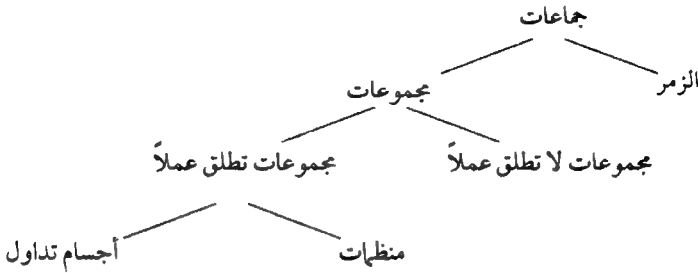 جماعات
الزمر
مجموعات
مجموعات لا تطلق عملاً
مجموعات تطلق عملاً
منظمات
أجسام تداول